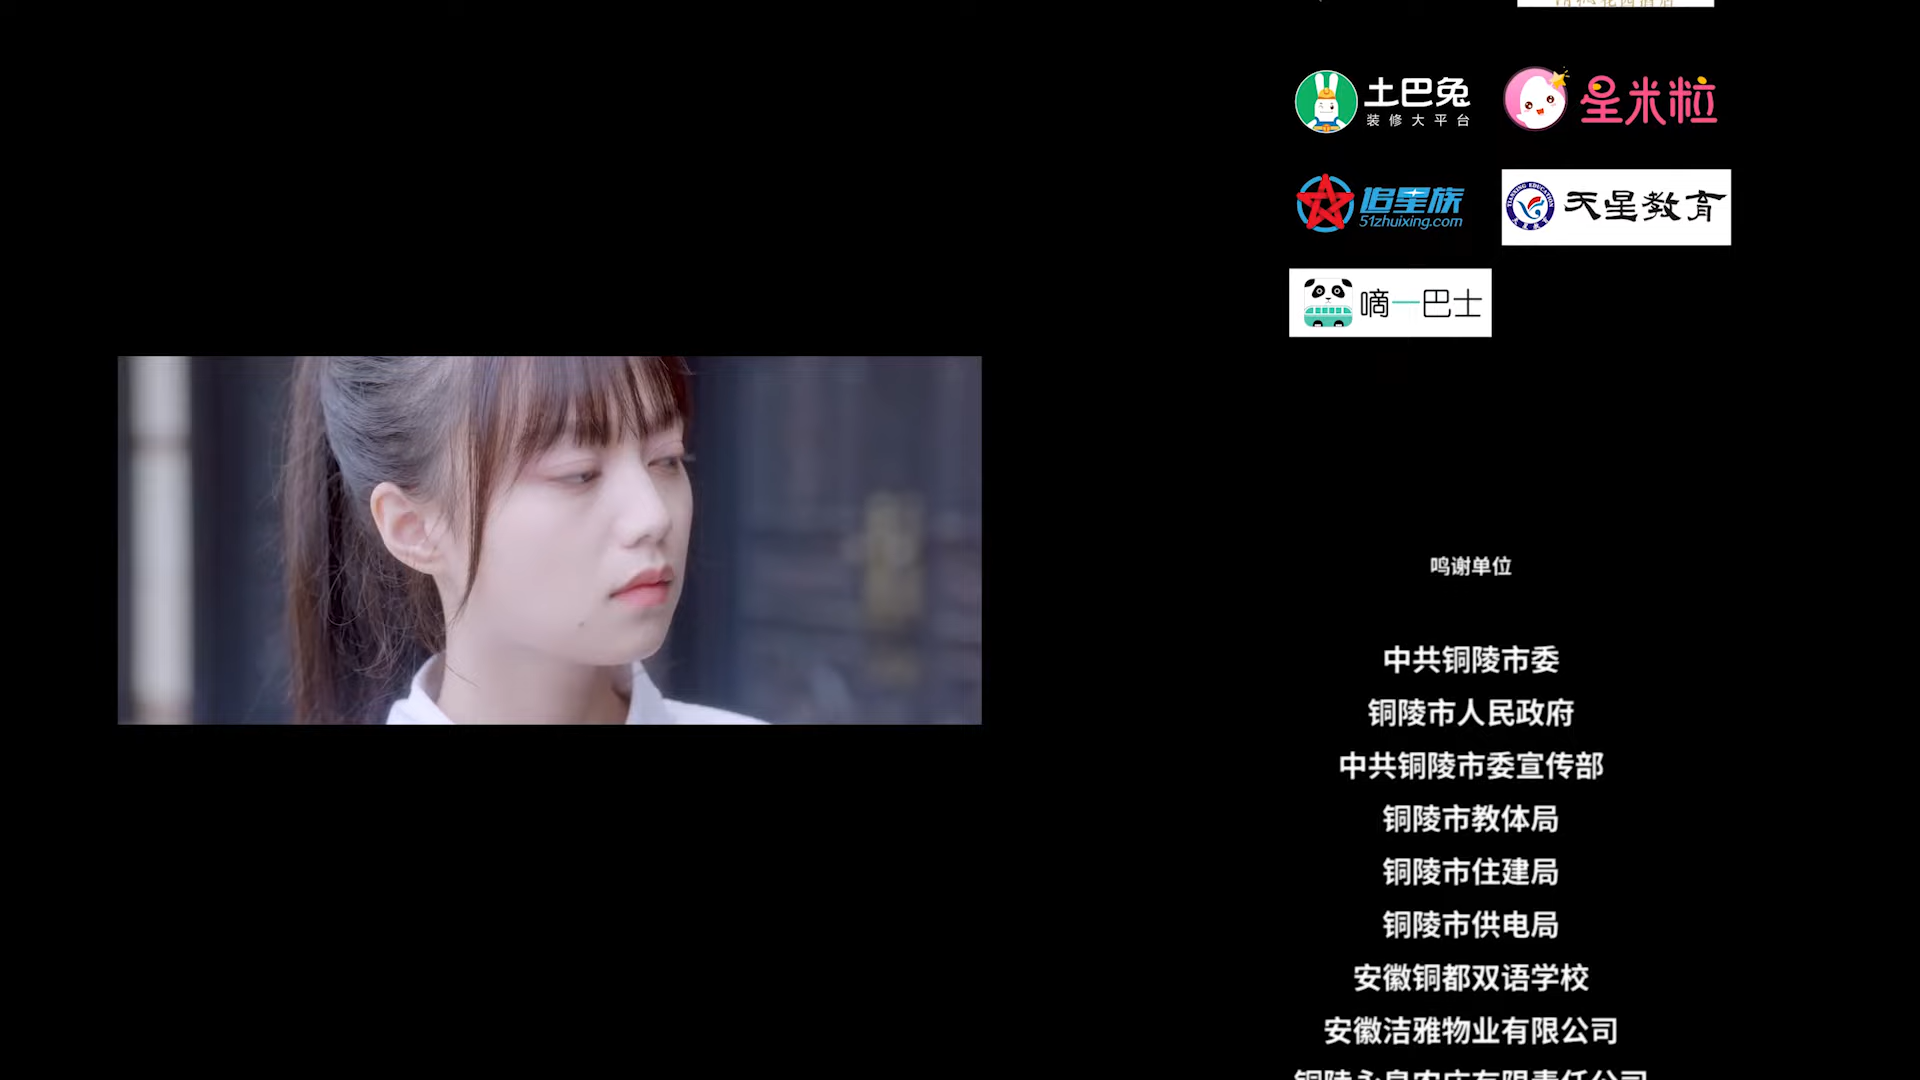 土巴兔
装修大平台
星米粒
追星族
51zhuixing.com
TIANXING EDUCATION
天星教育
嘀一巴士
鸣谢单位
中共铜陵市委
铜陵市人民政府
中共铜陵市委宣传部
铜陵市教体局
铜陵市住建局
铜陵市供电局
安徽铜都双语学校
安徽洁雅物业有限公司